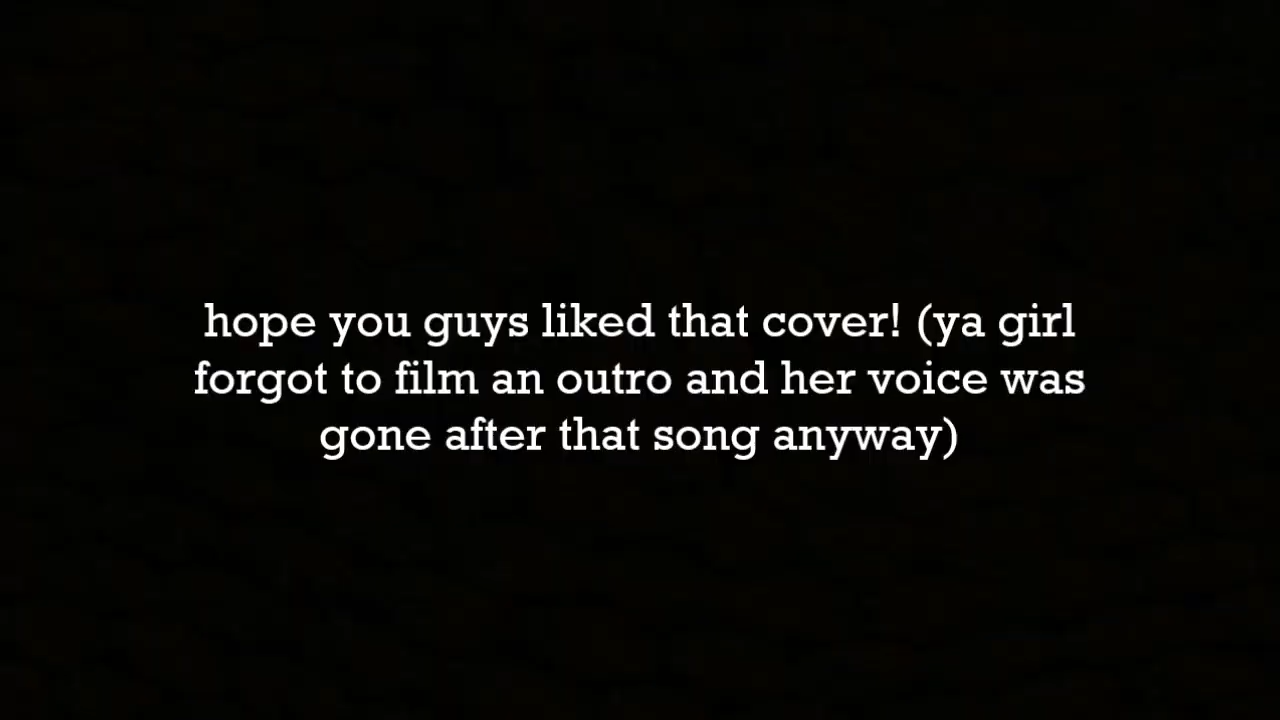 hope you guys liked that cover! (ya girl
forgot to film an outro and her voice was
gone after that song anyway)